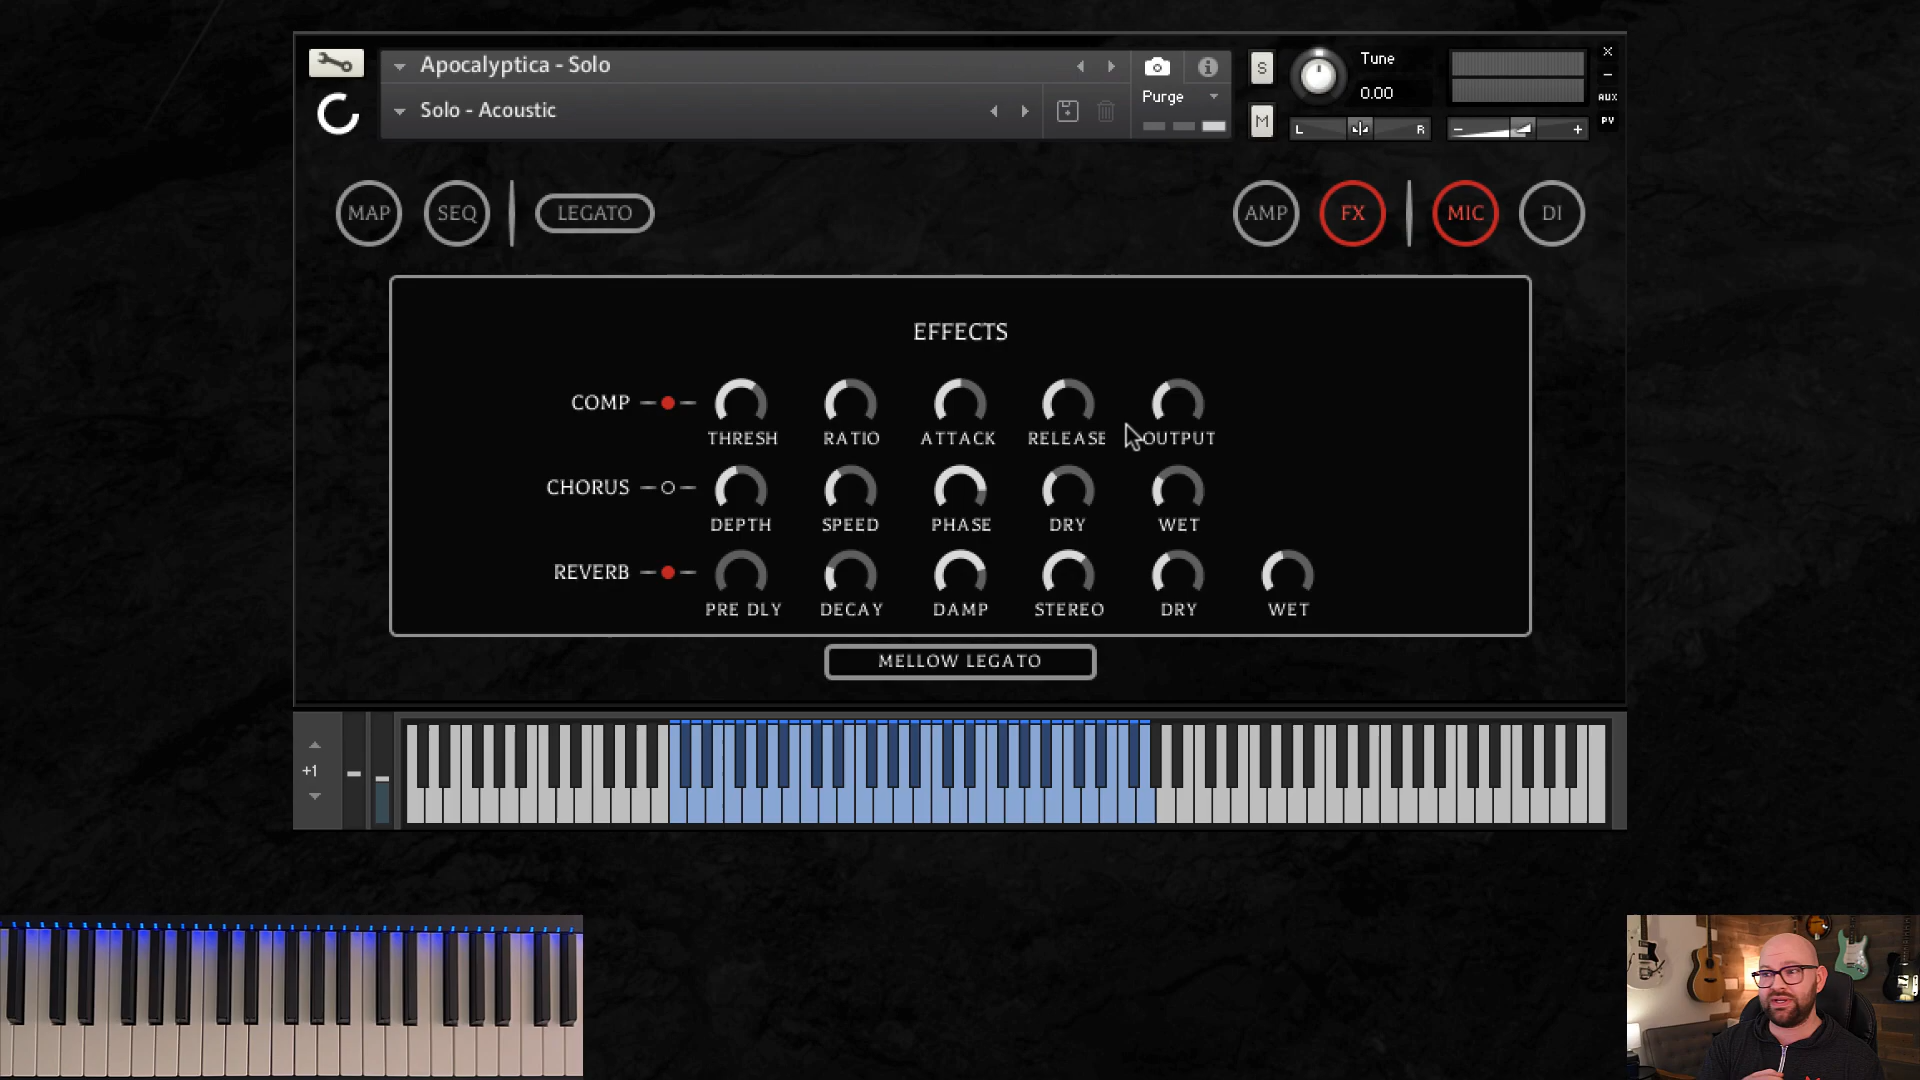 Apocalyptica - Solo
Solo - Acoustic
Purge
S
M
Tune
0.00
L
R
AUX
PV
MAP
SEQ
LEGATO
AMP
FX
MIC
DI
EFFECTS
COMP
THRESH
RATIO
ATTACK
RELEASE
OUTPUT
CHORUS
DEPTH
SPEED
PHASE
DRY
WET
REVERB
PRE DLY
DECAY
DAMP
STEREO
DRY
WET
MELLOW LEGATO
+1